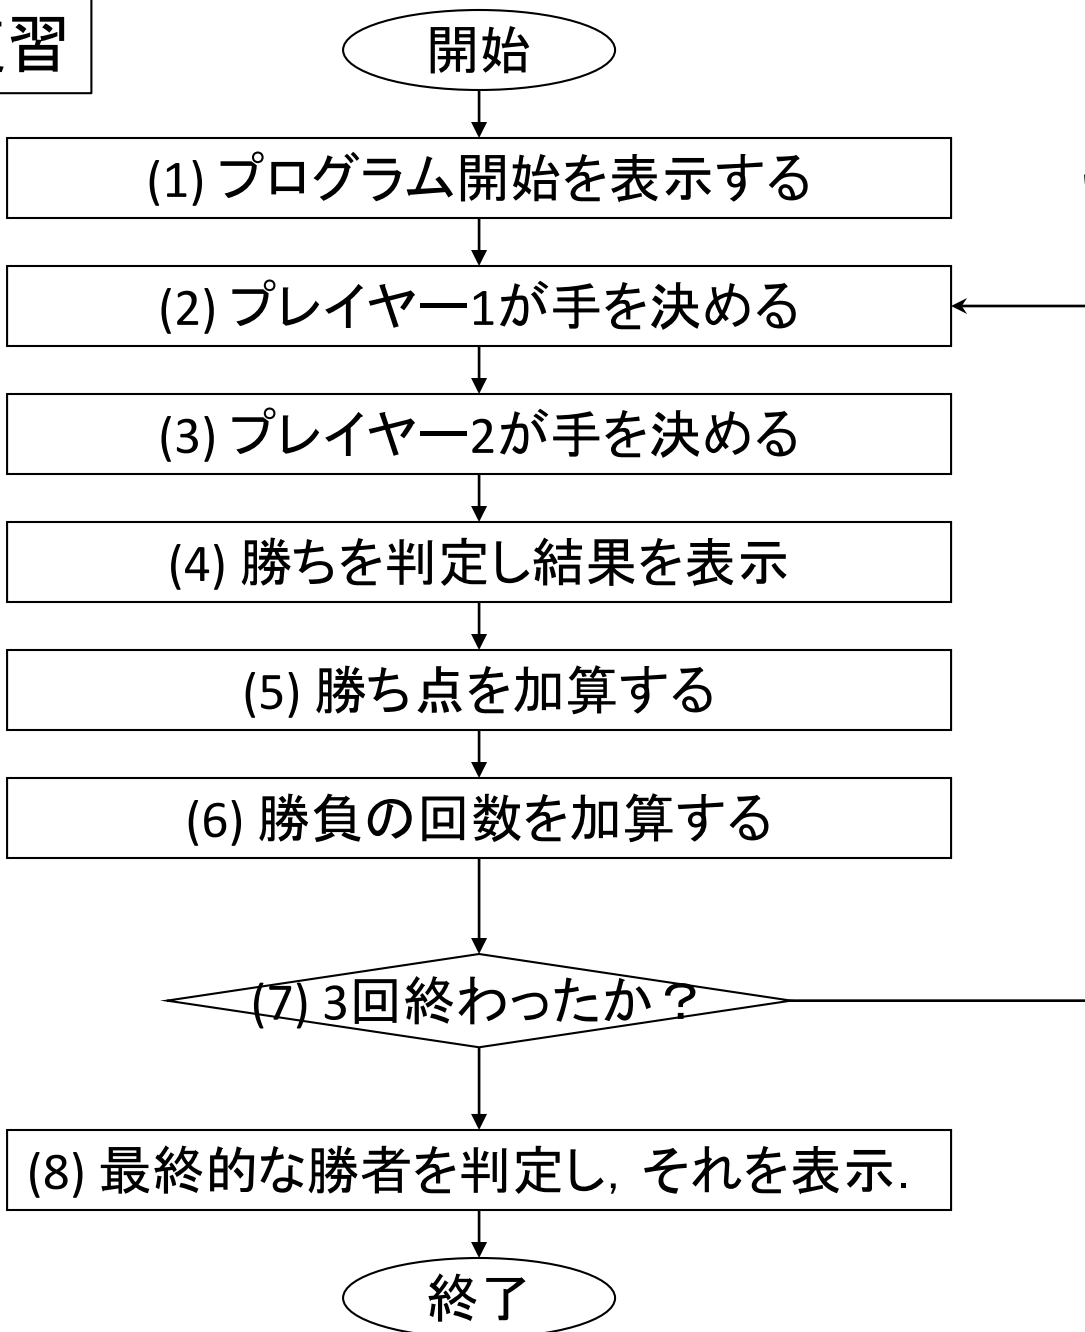 習
開始
(1) プログラム開始を表示する
(2) プレイヤー1が手を決める
(3) プレイヤー2が手を決める
(4) 勝ちを判定し結果を表示
(5) 勝ち点を加算する
(6) 勝負の回数を加算する
(7) 3回終わったか？
(8) 最終的な勝者を判定し，それを表示．
終了